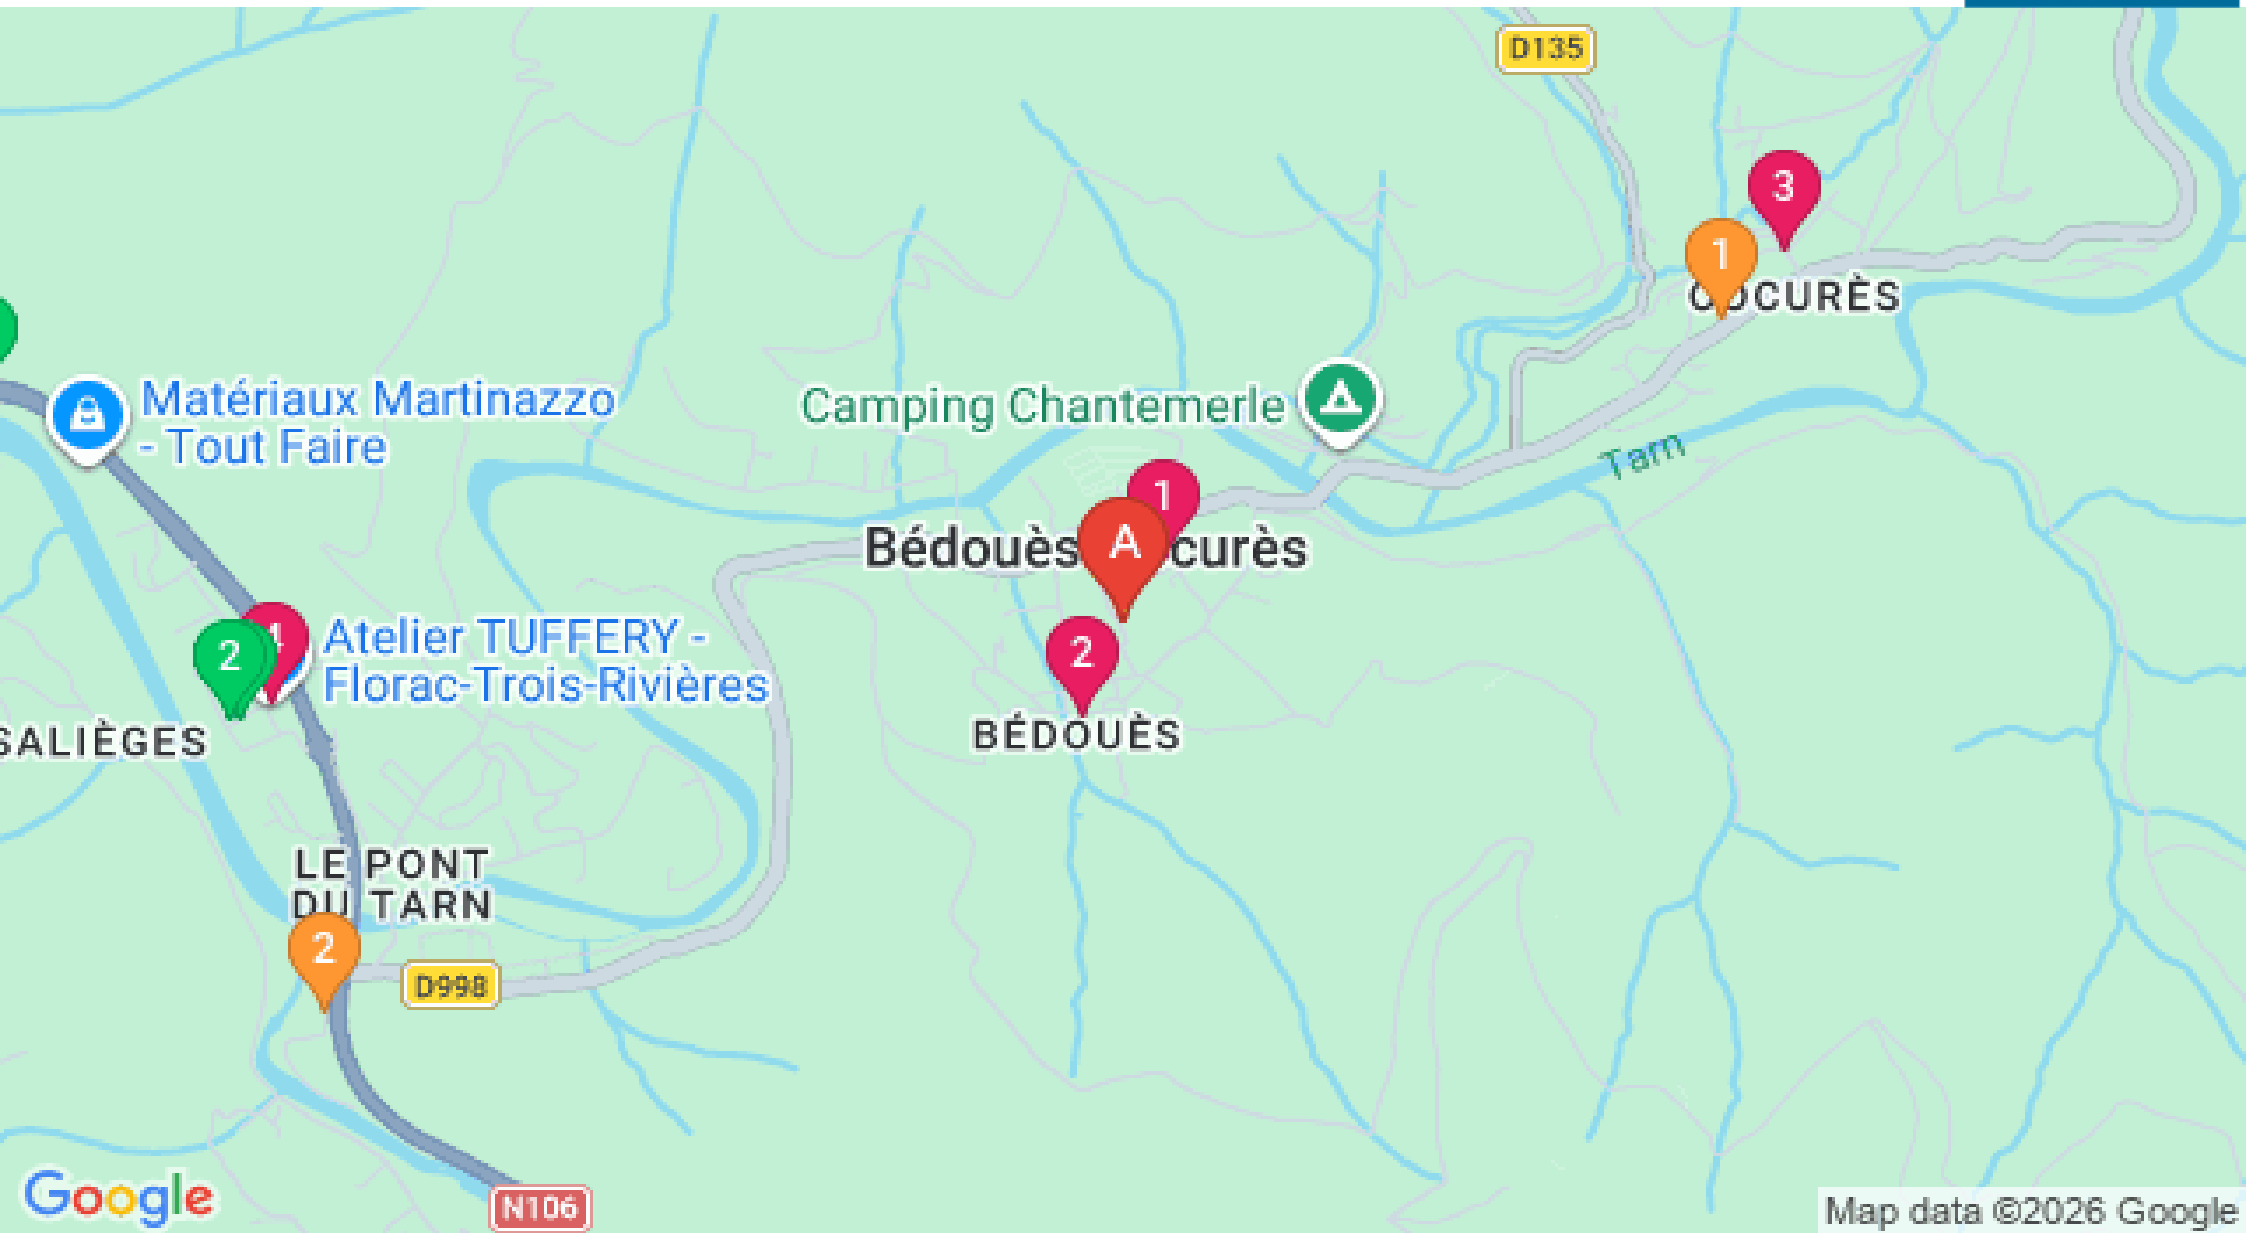 D135
3
1
COCURÈS
Matériaux Martinazzo
- Tout Faire
Camping Chantemerle
Tarn
1
A
Bédouès curès
2
4
Atelier TUFFERY -
Florac-Trois-Rivières
2
SALIÈGES
BÉDOUÈS
LE PONT
DU TARN
2
D998
N106
Google
Map data ©2026 Google